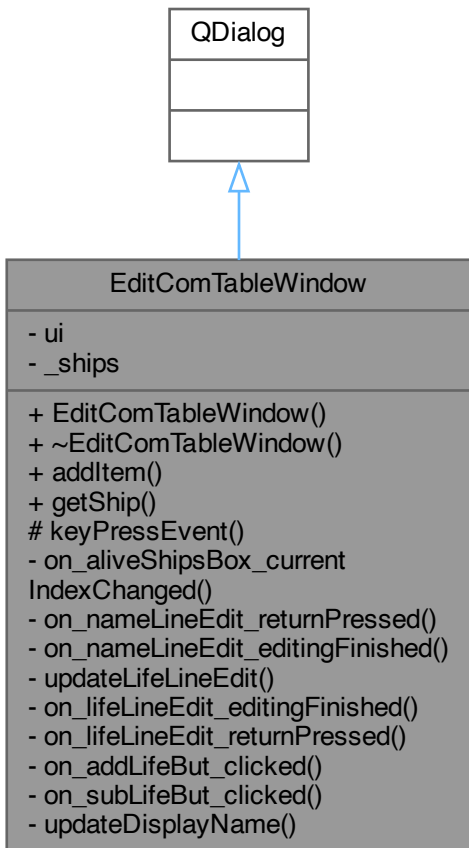 QDialog
EditComTableWindow
- ui
- _ships
+ EditComTableWindow()
+ ~EditComTableWindow()
+ addItem()
+ getShip()
# keyPressEvent()
- on_aliveShipsBox_current
IndexChanged()
- on_nameLineEdit_returnPressed()
- on_nameLineEdit_editingFinished()
- updateLifeLineEdit()
- on_lifeLineEdit_editingFinished()
- on_lifeLineEdit_returnPressed()
- on_addLifeBut_clicked()
- on_subLifeBut_clicked()
- updateDisplayName()